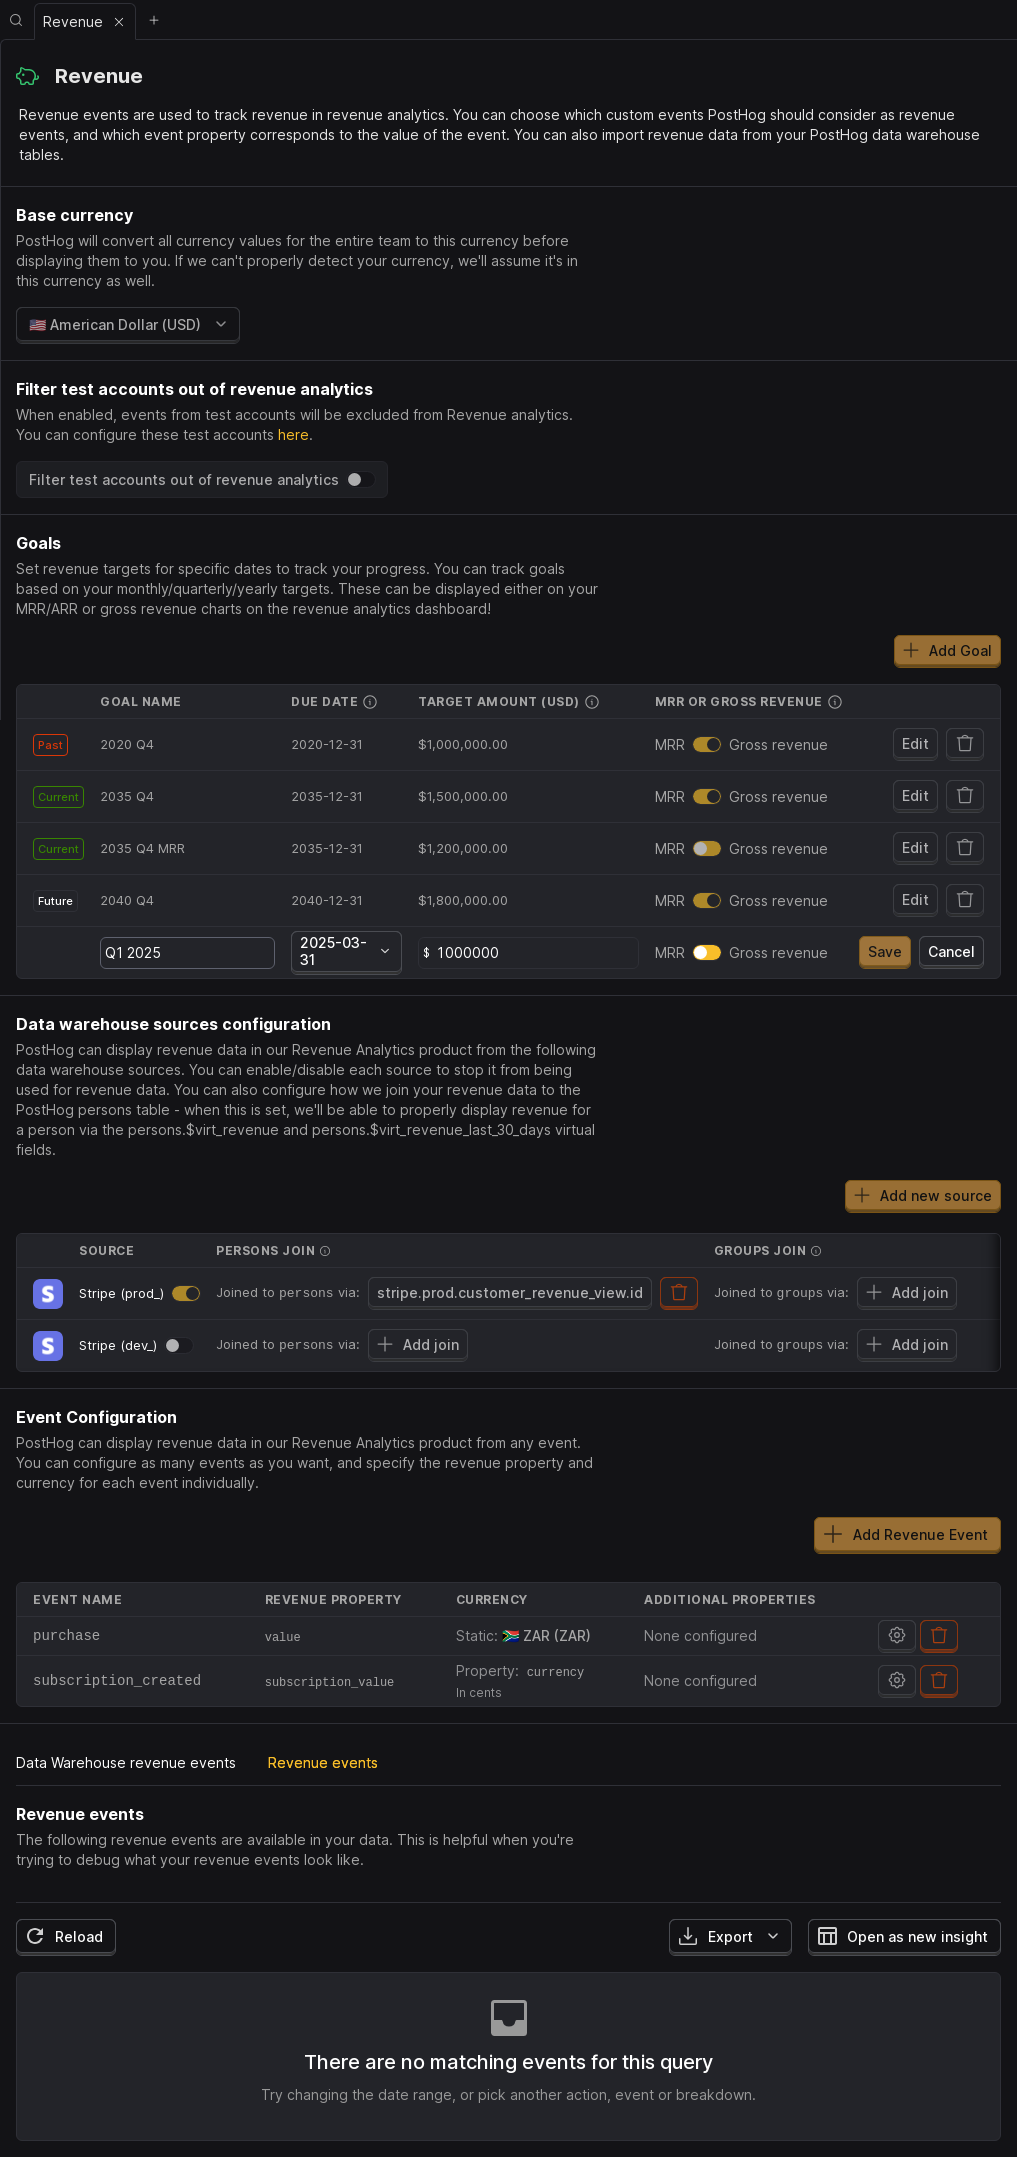 Revenue
Revenue
Revenue events are used to track revenue in revenue analytics. You can choose which custom events PostHog should consider as revenue
events, and which event property corresponds to the value of the event. You can also import revenue data from your PostHog data warehouse
tables.
Base currency
PostHog will convert all currency values for the entire team to this currency before
displaying them to you. If we can't properly detect your currency, we'll assume it's in
this currency as well.
🇺🇸 American Dollar (USD)
Filter test accounts out of revenue analytics
When enabled, events from test accounts will be excluded from Revenue analytics.
You can configure these test accounts here.
Filter test accounts out of revenue analytics
Goals
Set revenue targets for specific dates to track your progress. You can track goals
based on your monthly/quarterly/yearly targets. These can be displayed either on your
MRR/ARR or gross revenue charts on the revenue analytics dashboard!
Add Goal
GOAL NAME DUE DATE TARGET AMOUNT (USD) MRR OR GROSS REVENUE
Past 2020 Q4 2020-12-31 $1,000,000.00 MRR Gross revenue Edit
Current 2035 Q4 2035-12-31 $1,500,000.00 MRR Gross revenue Edit
Current 2035 Q4 MRR 2035-12-31 $1,200,000.00 MRR Gross revenue Edit
Future 2040 Q4 2040-12-31 $1,800,000.00 MRR Gross revenue Edit
Q1 2025 2025-03-31 $ 1000000 MRR Gross revenue Save Cancel
Data warehouse sources configuration
PostHog can display revenue data in our Revenue Analytics product from the following
data warehouse sources. You can enable/disable each source to stop it from being
used for revenue data. You can also configure how we join your revenue data to the
PostHog persons table - when this is set, we'll be able to properly display revenue for
a person via the persons.$virt_revenue and persons.$virt_revenue_last_30_days virtual
fields.
Add new source
SOURCE PERSONS JOIN GROUPS JOIN
S Stripe (prod_) Joined to persons via: stripe.prod.customer_revenue_view.id Joined to groups via: Add join
S Stripe (dev_) Joined to persons via: Add join Joined to groups via: Add join
Event Configuration
PostHog can display revenue data in our Revenue Analytics product from any event.
You can configure as many events as you want, and specify the revenue property and
currency for each event individually.
Add Revenue Event
EVENT NAME REVENUE PROPERTY CURRENCY ADDITIONAL PROPERTIES
purchase value Static: 🇿🇦 ZAR (ZAR) None configured
subscription_created subscription_value Property: currency None configured
In cents
Data Warehouse revenue events Revenue events
Revenue events
The following revenue events are available in your data. This is helpful when you're
trying to debug what your revenue events look like.
Reload Export Open as new insight
There are no matching events for this query
Try changing the date range, or pick another action, event or breakdown.